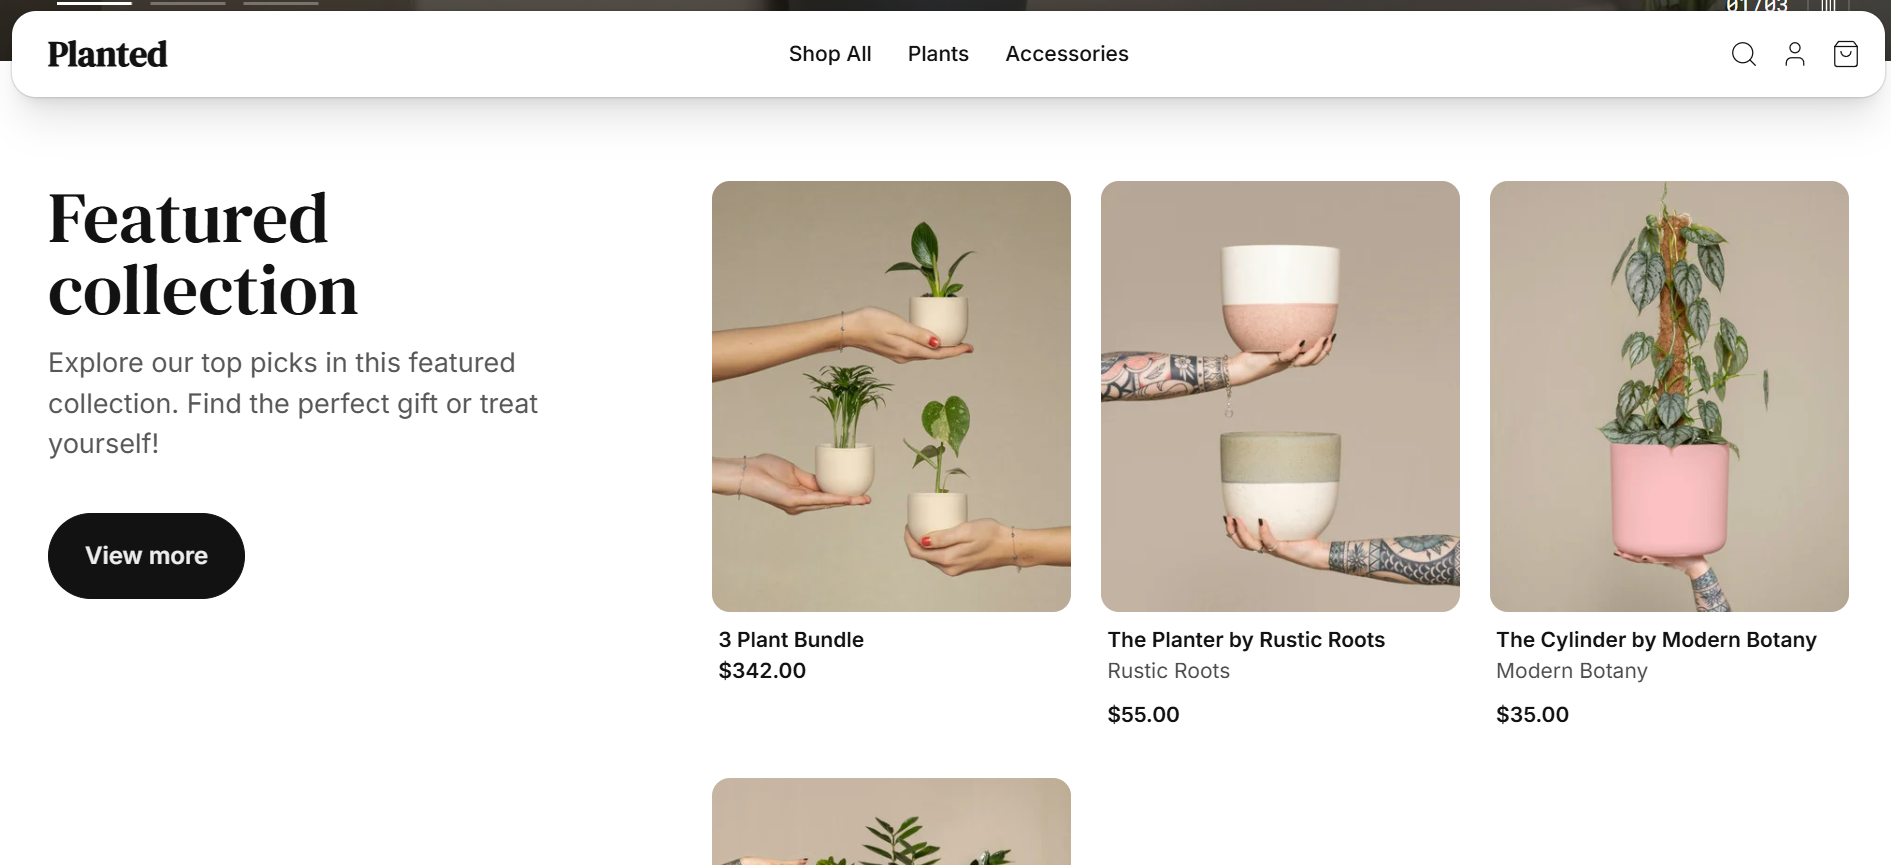 01/03
Planted
Shop All
Plants
Accessories
Featured
collection
Explore our top picks in this featured
collection. Find the perfect gift or treat
yourself!
View more
3 Plant Bundle
$342.00
The Planter by Rustic Roots
Rustic Roots
$55.00
The Cylinder by Modern Botany
Modern Botany
$35.00